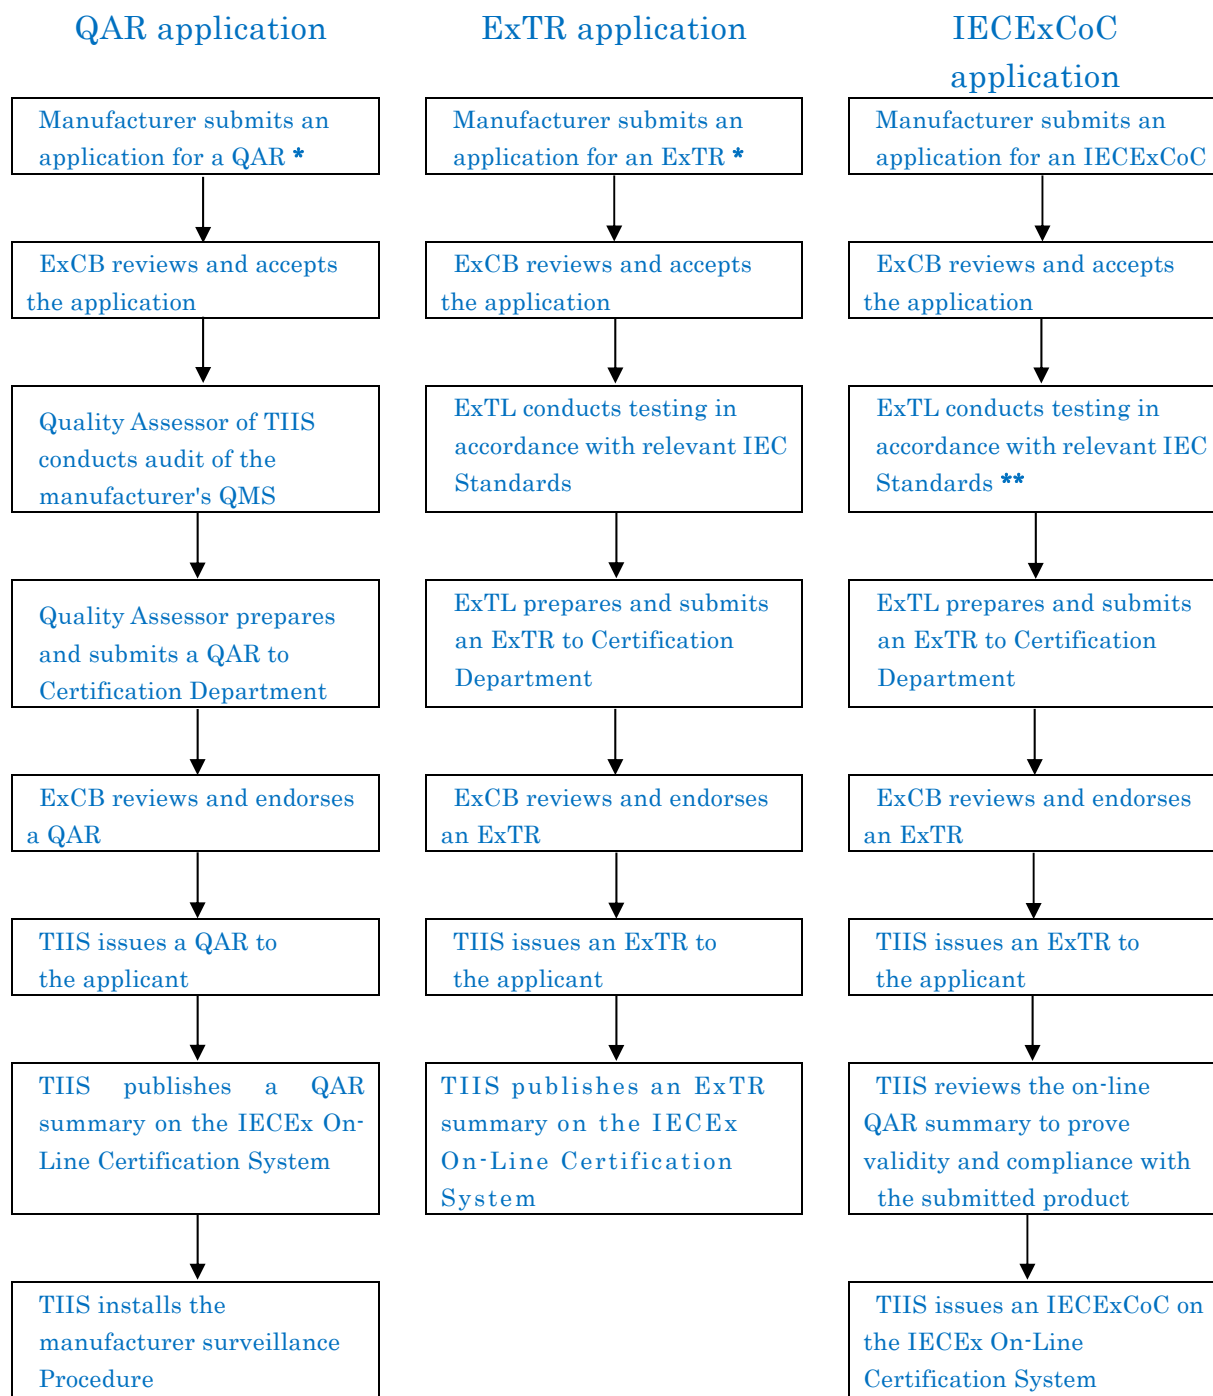 QAR application
Manufacturer submits an
application for a QAR *
ExCB reviews and accepts
the application
Quality Assessor of TIIS
conducts audit of the
manufacturer's QMS
Quality Assessor prepares
and submits a QAR to
Certification Department
ExCB reviews and endorses
a QAR
TIIS issues a QAR to
the applicant
TIIS publishes a QAR
summary on the IECEx On-
Line Certification System
TIIS installs the
manufacturer surveillance
Procedure
ExTR application
Manufacturer submits an
application for an ExTR *
ExCB reviews and accepts
the application
ExTL conducts testing in
accordance with relevant IEC
Standards
ExTL prepares and submits
an ExTR to Certification
Department
ExCB reviews and endorses
an ExTR
TIIS issues an ExTR to
the applicant
TIIS publishes an ExTR
summary on the IECEx
On-Line Certification
System
IECExCoC
application
Manufacturer submits an
application for an IECExCoC
ExCB reviews and accepts
the application
ExTL conducts testing in
accordance with relevant IEC
Standards **
ExTL prepares and submits
an ExTR to Certification
Department
ExCB reviews and endorses
an ExTR
TIIS issues an ExTR to
the applicant
TIIS reviews the on-line
QAR summary to prove
validity and compliance with
the submitted product
TIIS issues an IECExCoC on
the IECEx On-Line
Certification System